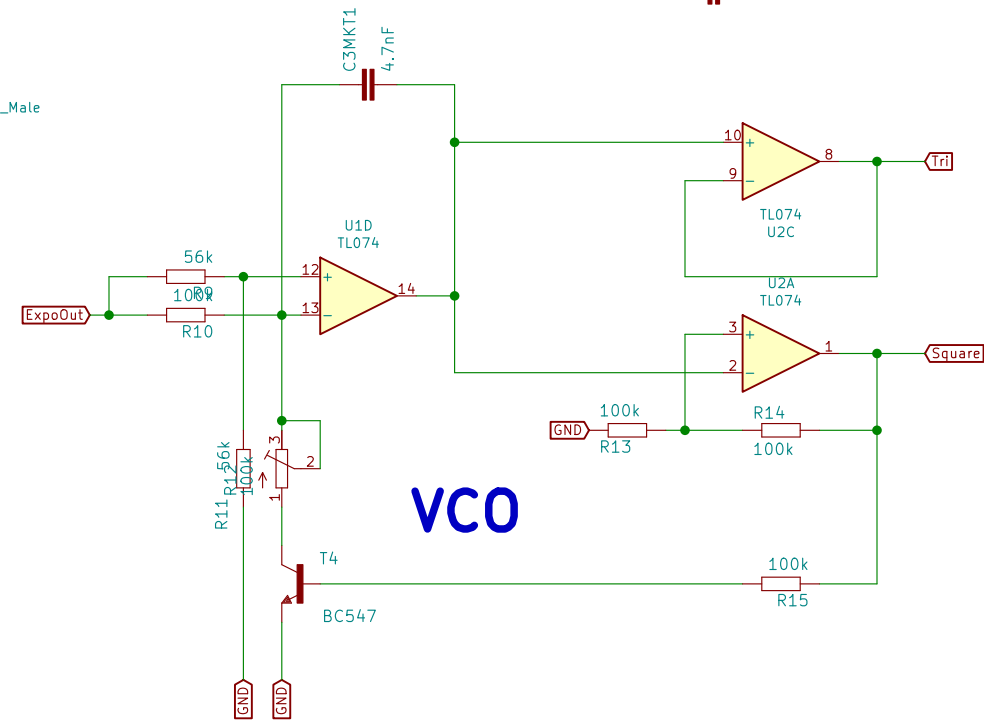 C3MKT1
4.7nF
_Male
10
+
9
−
8
Tri
TL074
U2C
U1D
TL074
56k
R9
100k
R10
ExpoOut
12
+
13
−
14
U2A
TL074
3
+
2
−
1
Square
GND
100k
R13
R14
100k
56k
R11
R12
100k
3
2
1
VCO
T4
BC547
100k
R15
GND
GND